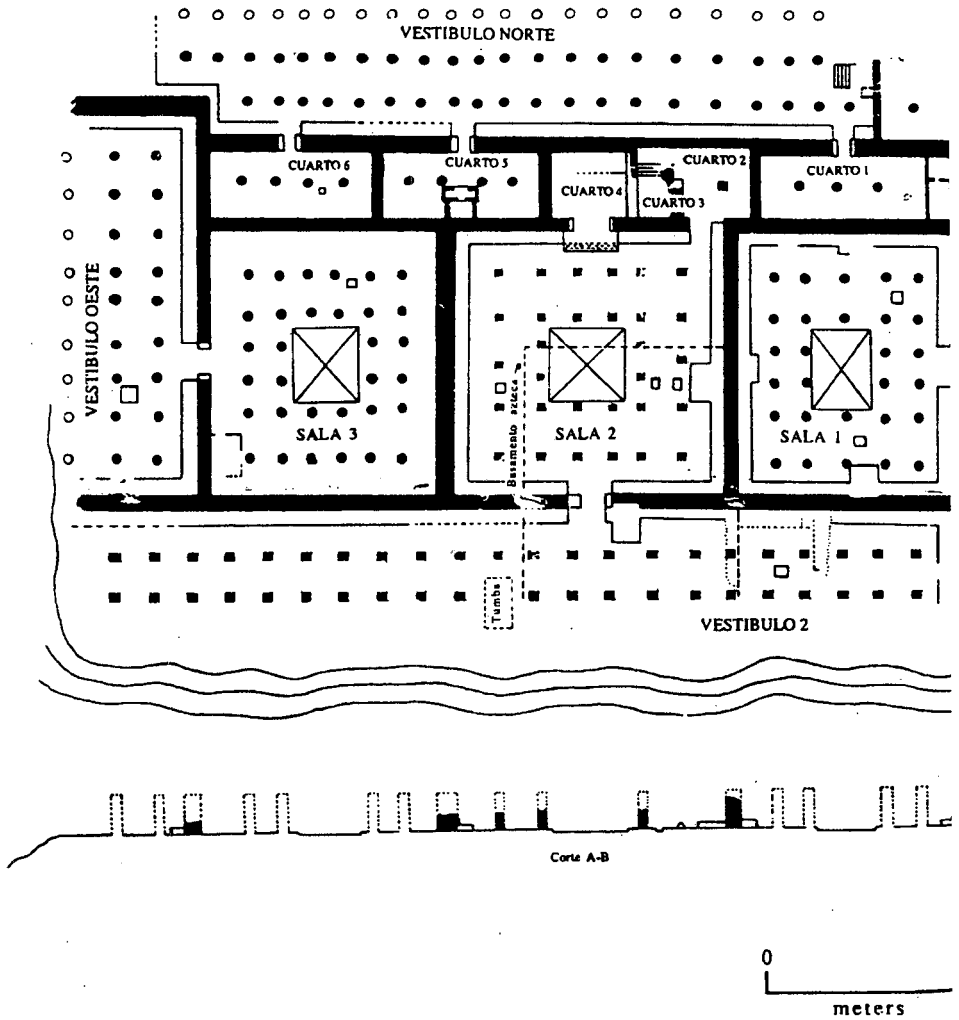 VESTIBULO NORTE
CUARTO 6
CUARTO 5
CUARTO 4
CUARTO 3
CUARTO 2
CUARTO 1
VESTIBULO OESTE
SALA 3
Basamento azteca
SALA 2
SALA 1
Tumba
VESTIBULO 2
Corte A-B
0
meters